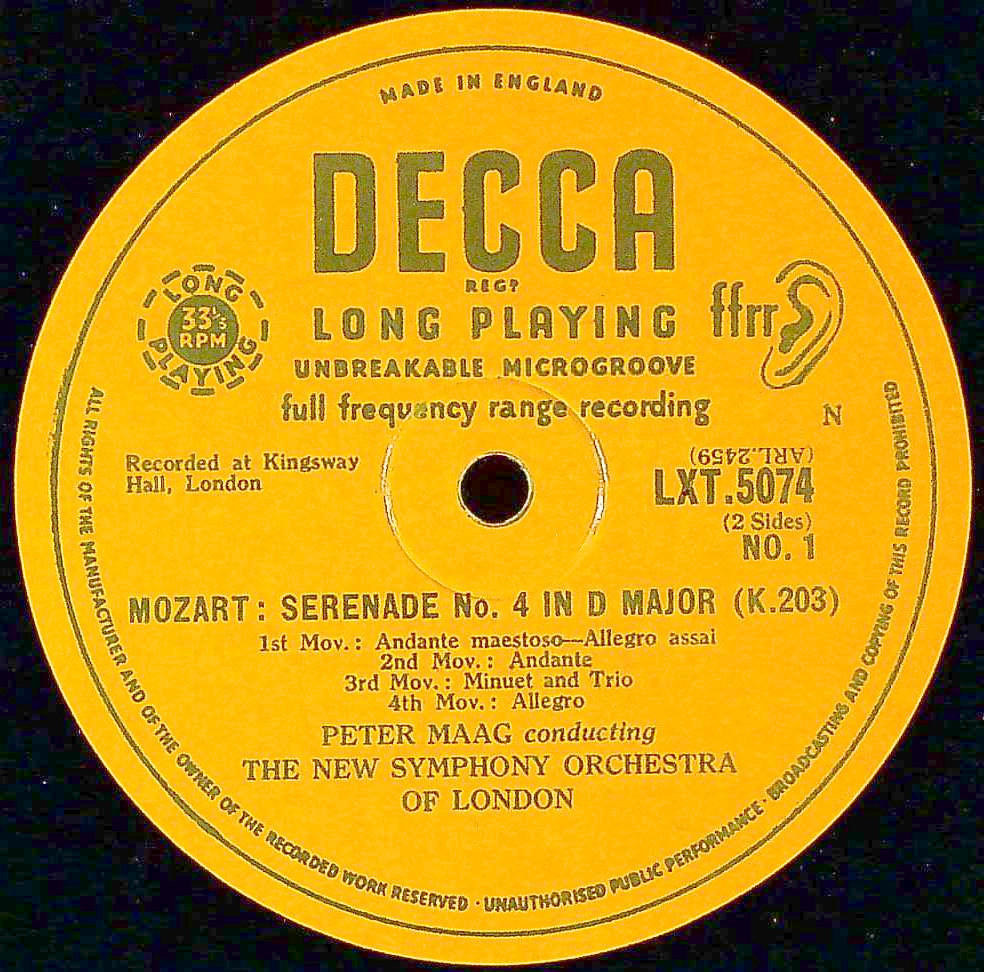 MADE IN ENGLAND
DECCA
REGD
LONG PLAYING
33⅓ RPM
LONG PLAYING
ffrr
UNBREAKABLE MICROGROOVE
full frequency range recording
N
Recorded at Kingsway
Hall, London
(ARL.2459)
LXT.5074
(2 Sides)
NO. 1
MOZART: SERENADE No. 4 IN D MAJOR (K.203)
1st Mov.: Andante maestoso—Allegro assai
2nd Mov.: Andante
3rd Mov.: Minuet and Trio
4th Mov.: Allegro
PETER MAAG conducting
THE NEW SYMPHONY ORCHESTRA
OF LONDON
ALL RIGHTS OF THE MANUFACTURER AND OF THE OWNER OF THE RECORDED WORK RESERVED · UNAUTHORISED PUBLIC PERFORMANCE · BROADCASTING AND COPYING OF THIS RECORD PROHIBITED